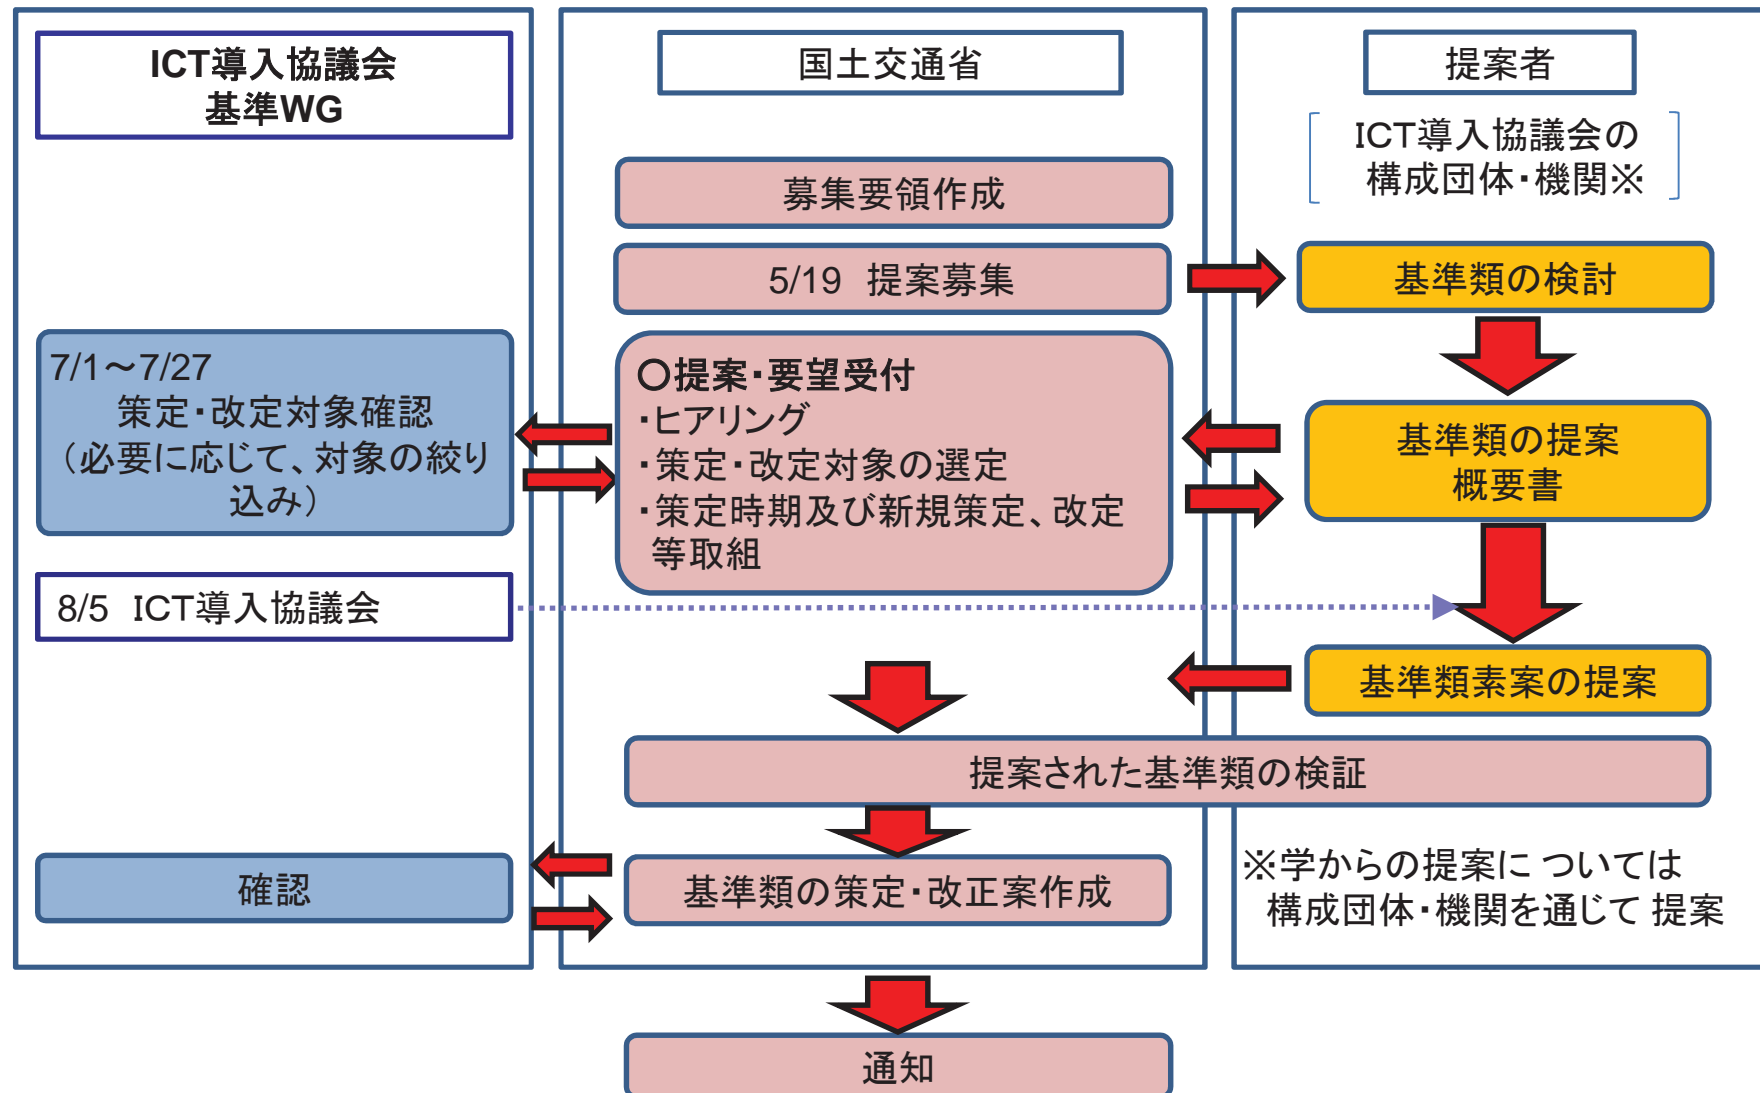 ICT導入協議会
基準WG
国土交通省
提案者
ICT導入協議会の
構成団体・機関※
募集要領作成
5/19 提案募集
基準類の検討
7/1～7/27
策定・改定対象確認
（必要に応じて、対象の絞り
込み）
〇提案・要望受付
・ヒアリング
・策定・改定対象の選定
・策定時期及び新規策定、改定
等取組
基準類の提案
概要書
8/5 ICT導入協議会
基準類素案の提案
提案された基準類の検証
確認
基準類の策定・改正案作成
※学からの提案に ついては
構成団体・機関を通じて 提案
通知